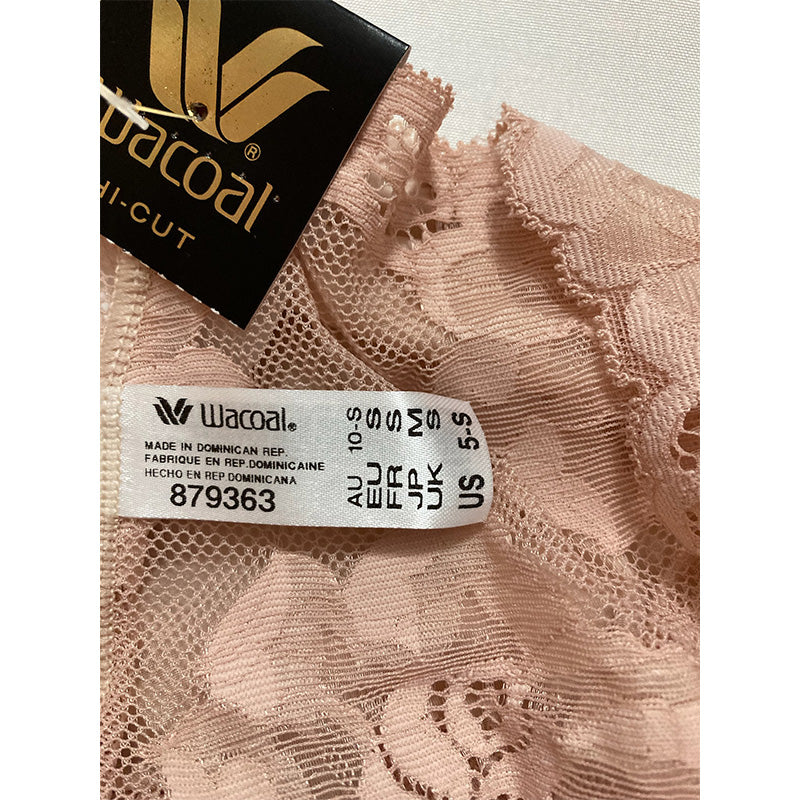 Wacoal®
HI-CUT
Wacoal®
MADE IN DOMINICAN REP.
FABRIQUE EN REP.DOMINICAINE
HECHO EN REP.DOMINICANA
879363
AU 10-S
EU S
FR S
JP M
UK S
US 5-S